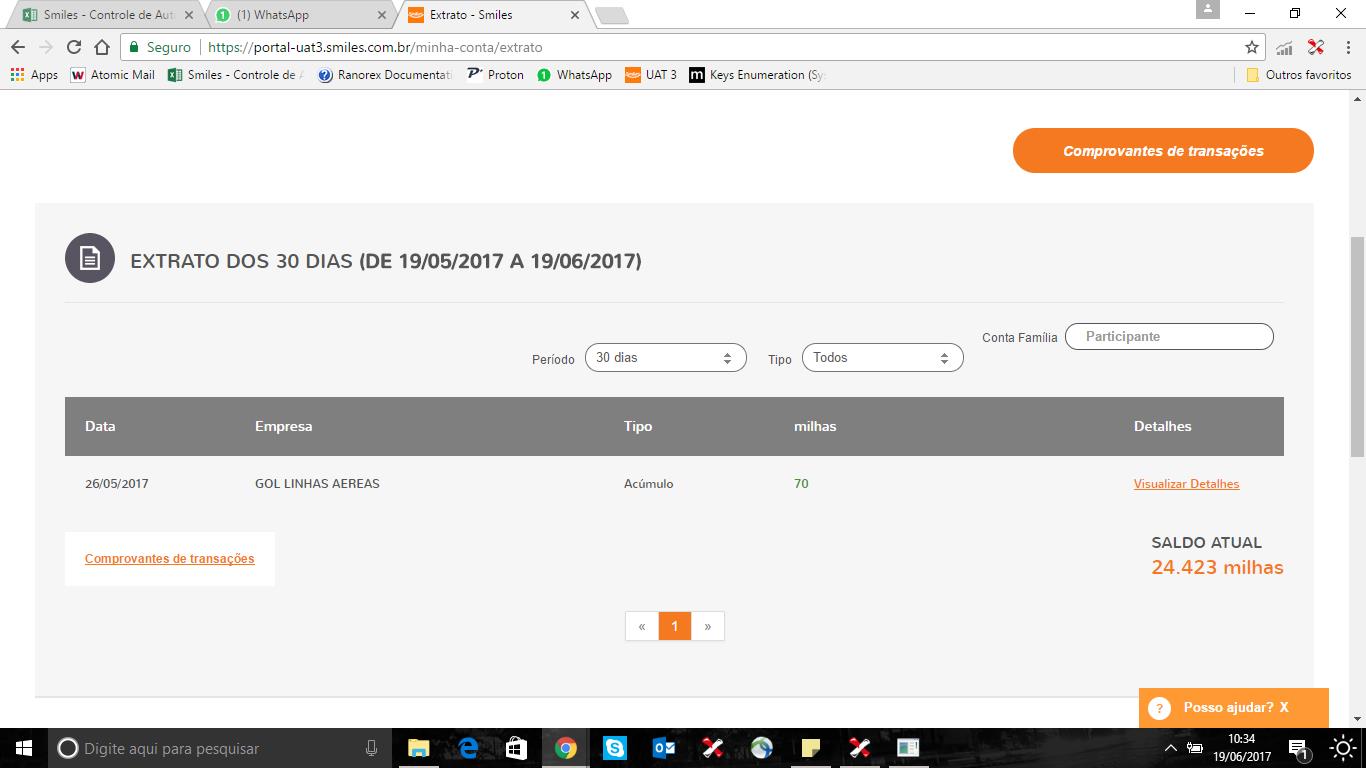 Smiles - Controle de Aut
(1) WhatsApp
Extrato - Smiles
Seguro
https://portal-uat3.smiles.com.br/minha-conta/extrato
Apps
Atomic Mail
Smiles - Controle de
Ranorex Documentati
Proton
WhatsApp
UAT 3
Keys Enumeration (Sy
Outros favoritos
Comprovantes de transações
EXTRATO DOS 30 DIAS (DE 19/05/2017 A 19/06/2017)
Conta Família
Participante
Período
30 dias
Tipo
Todos
Data Empresa Tipo milhas Detalhes
26/05/2017 GOL LINHAS AEREAS Acúmulo 70 Visualizar Detalhes
Comprovantes de transações
SALDO ATUAL
24.423 milhas
« 1 »
? Posso ajudar? X
Digite aqui para pesquisar
10:34
19/06/2017
1